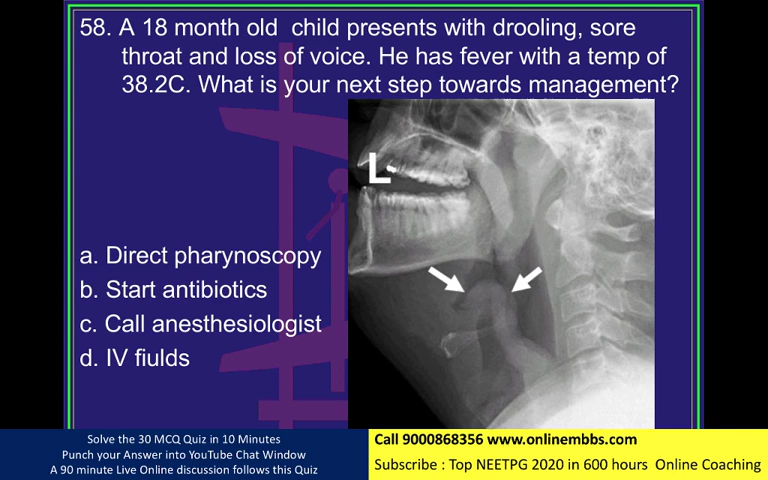 58. A 18 month old child presents with drooling, sore
throat and loss of voice. He has fever with a temp of
38.2C. What is your next step towards management?
L
a. Direct pharynoscopy
b. Start antibiotics
c. Call anesthesiologist
d. IV fiulds
Solve the 30 MCQ Quiz in 10 Minutes
Punch your Answer into YouTube Chat Window
A 90 minute Live Online discussion follows this Quiz
Call 9000868356 www.onlinembbs.com
Subscribe : Top NEETPG 2020 in 600 hours Online Coaching